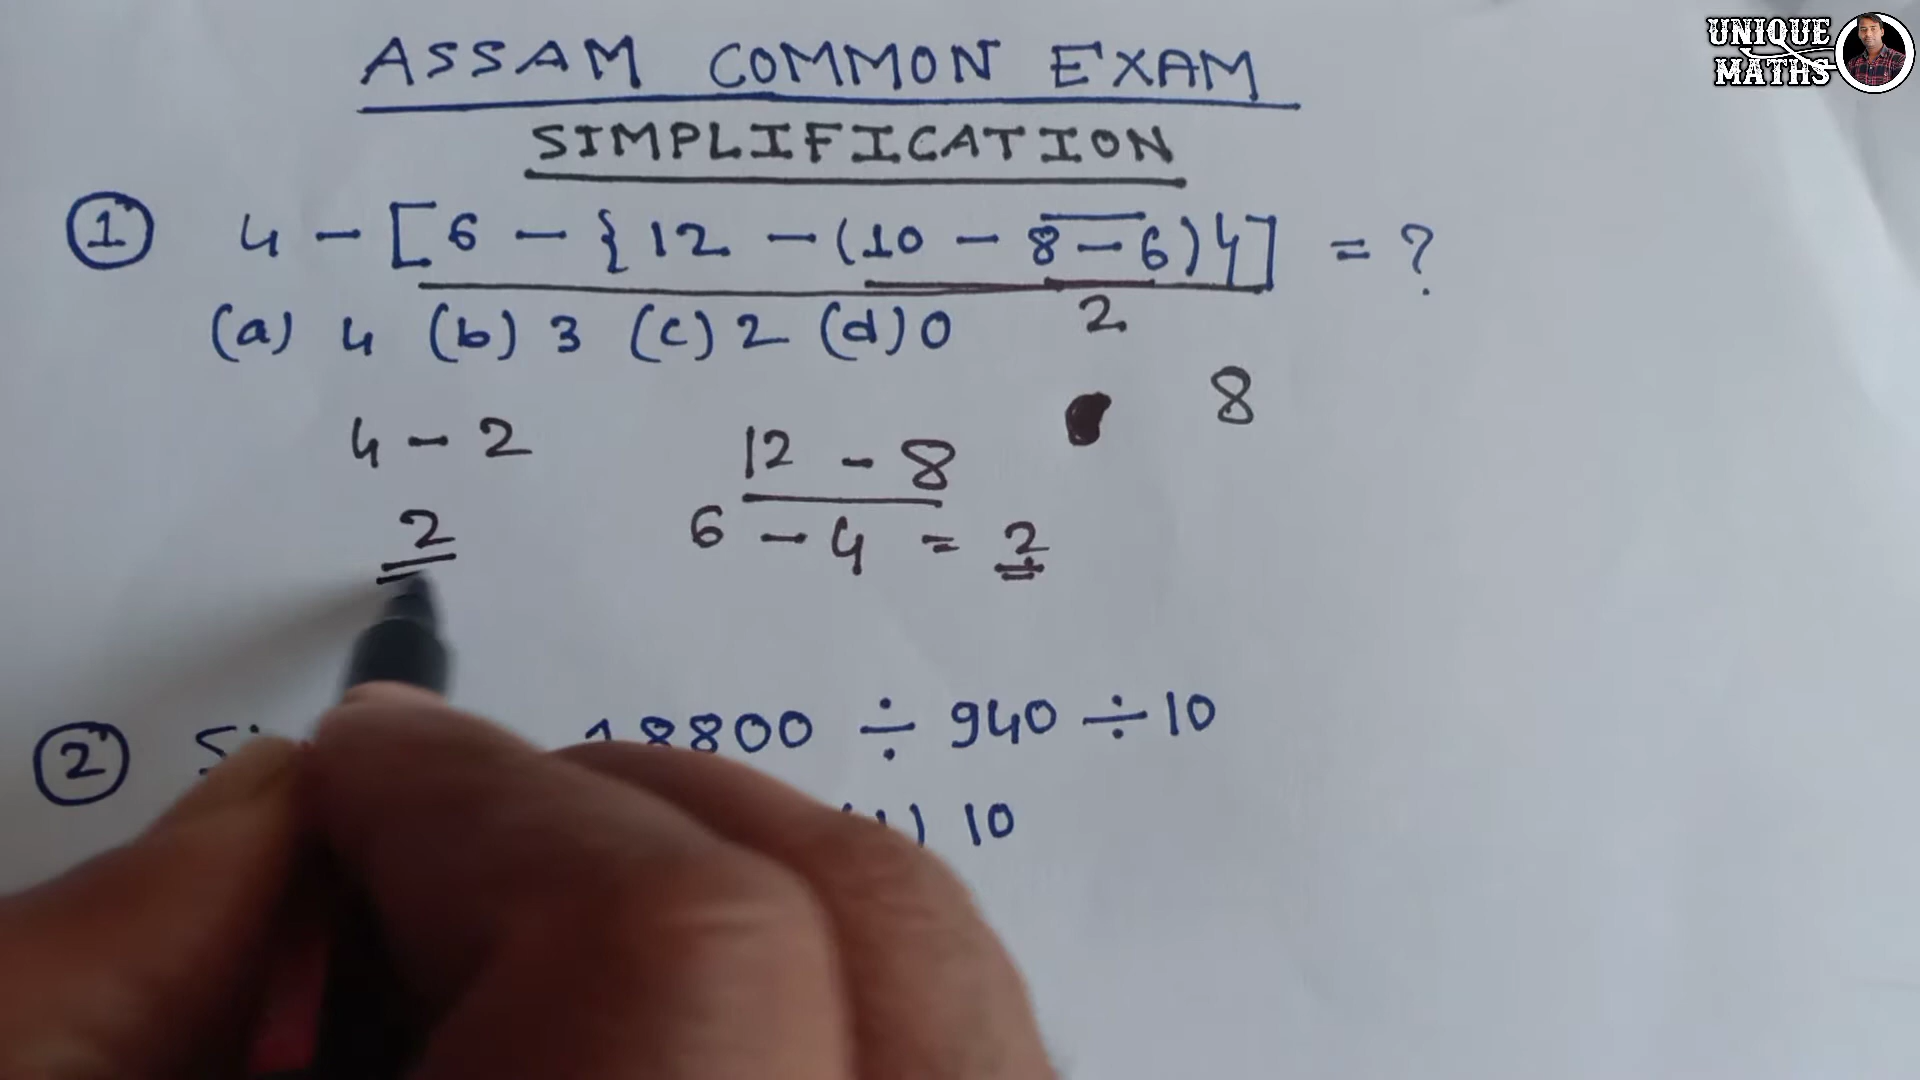 UNIQUE
MATHS
ASSAM COMMON EXAM
SIMPLIFICATION
① 4 - [6 - {12 - (10 - 8̅ ̅-̅ ̅6̅)}] = ?
2
(a) 4 (b) 3 (c) 2 (d) 0
8
4 - 2
12 - 8
2
6 - 4 = 2
② 18800 ÷ 940 ÷ 10
10